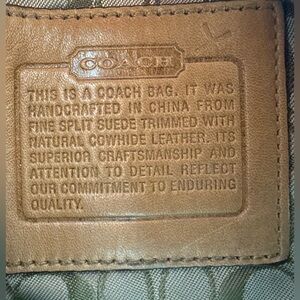 COACH
THIS IS A COACH BAG. IT WAS
HANDCRAFTED IN CHINA FROM
FINE SPLIT SUEDE TRIMMED WITH
NATURAL COWHIDE LEATHER. ITS
SUPERIOR CRAFTSMANSHIP AND
ATTENTION TO DETAIL REFLECT
OUR COMMITMENT TO ENDURING
QUALITY.